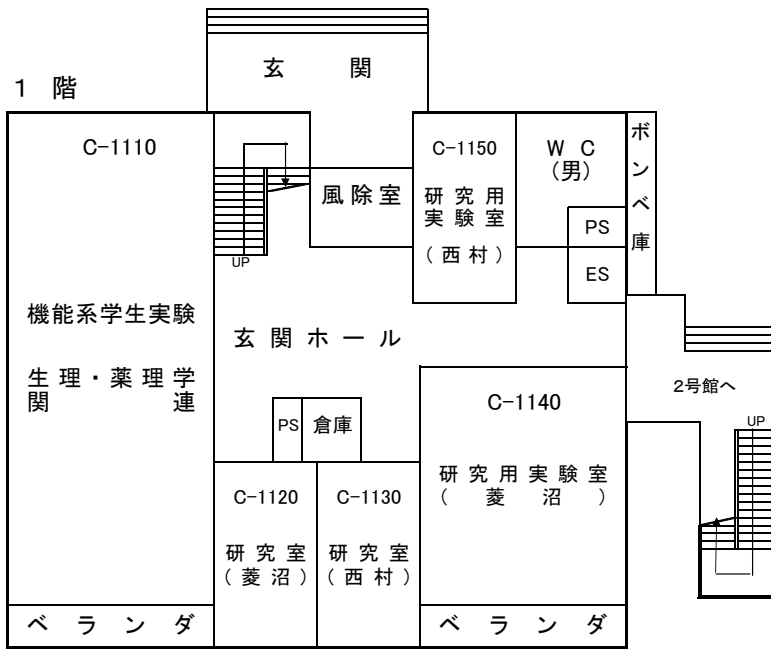 玄関
1 階
C-1110
機能系学生実験
生理・薬理学
関連
UP
風除室
C-1150
研究用
実験室
(西村)
W C
(男)
PS
ES
ボンベ庫
玄関ホール
2号館へ
UP
PS
倉庫
C-1140
研究用実験室
(菱沼)
C-1120
研究室
(菱沼)
C-1130
研究室
(西村)
ベランダ
ベランダ